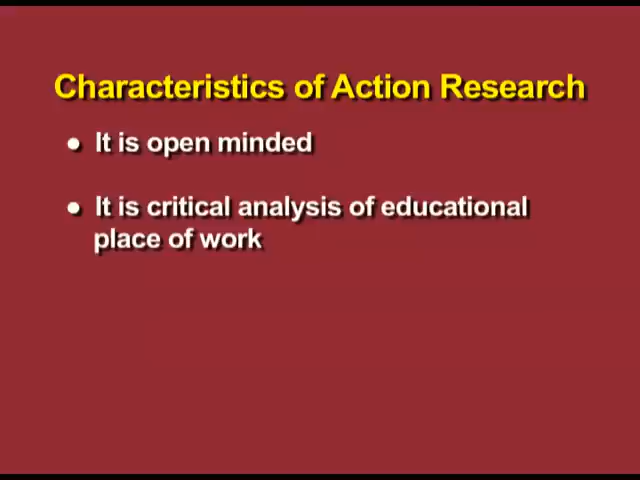 Characteristics of Action Research
● It is open minded
● It is critical analysis of educational
place of work